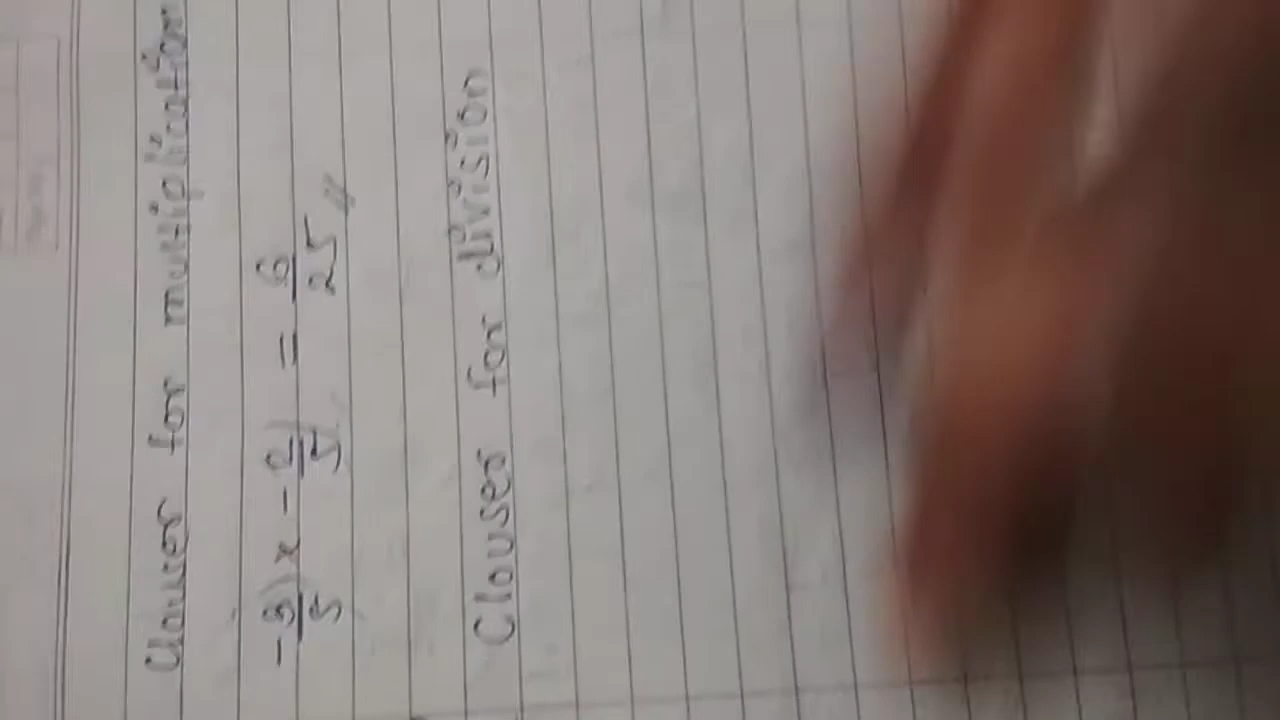 Clouser for multiplication
-3/5) x -2/5) = 6/25 //
Clouser for division